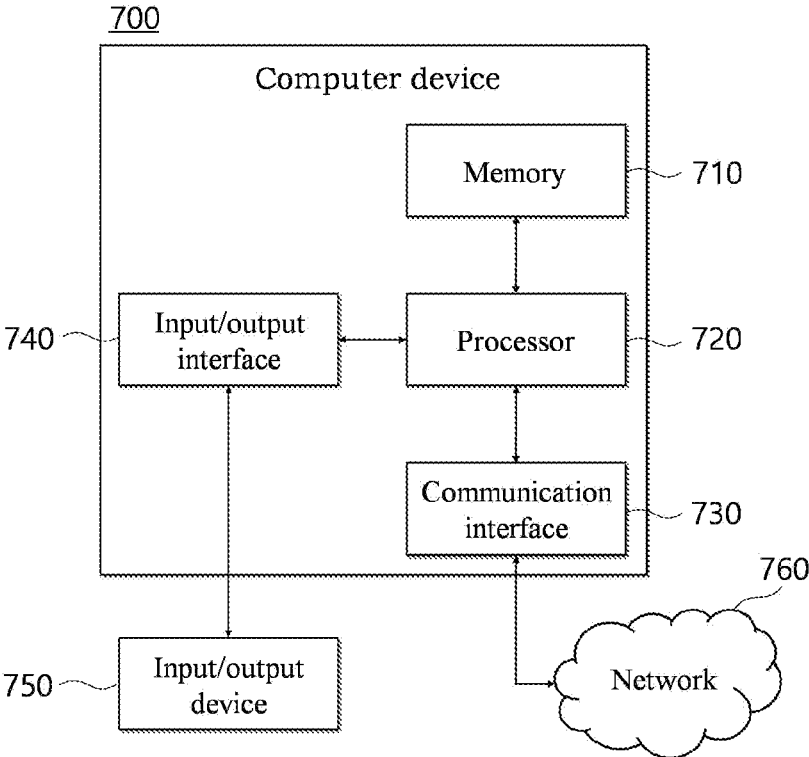 700
Computer device
Memory
710
740
Input/output
interface
Processor
720
Communication
interface
730
760
750
Input/output
device
Network